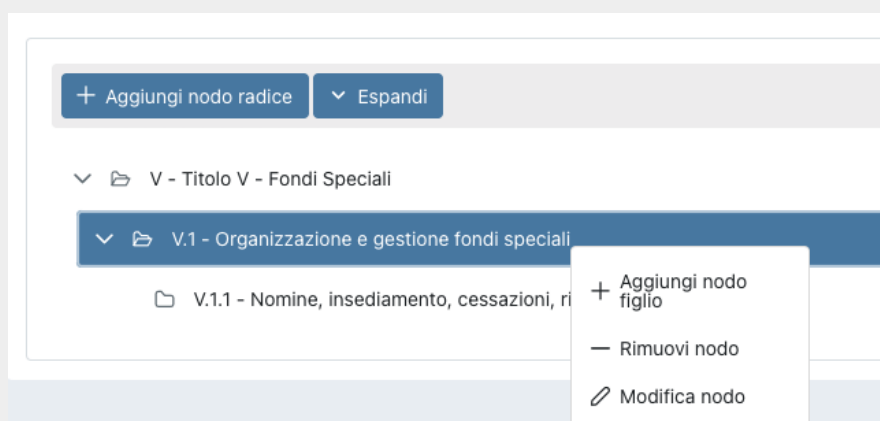 Aggiungi nodo radice
Espandi
V - Titolo V - Fondi Speciali
V.1 - Organizzazione e gestione fondi speciali
V.1.1 - Nomine, insediamento, cessazioni,
Aggiungi nodo
figlio
Rimuovi nodo
Modifica nodo